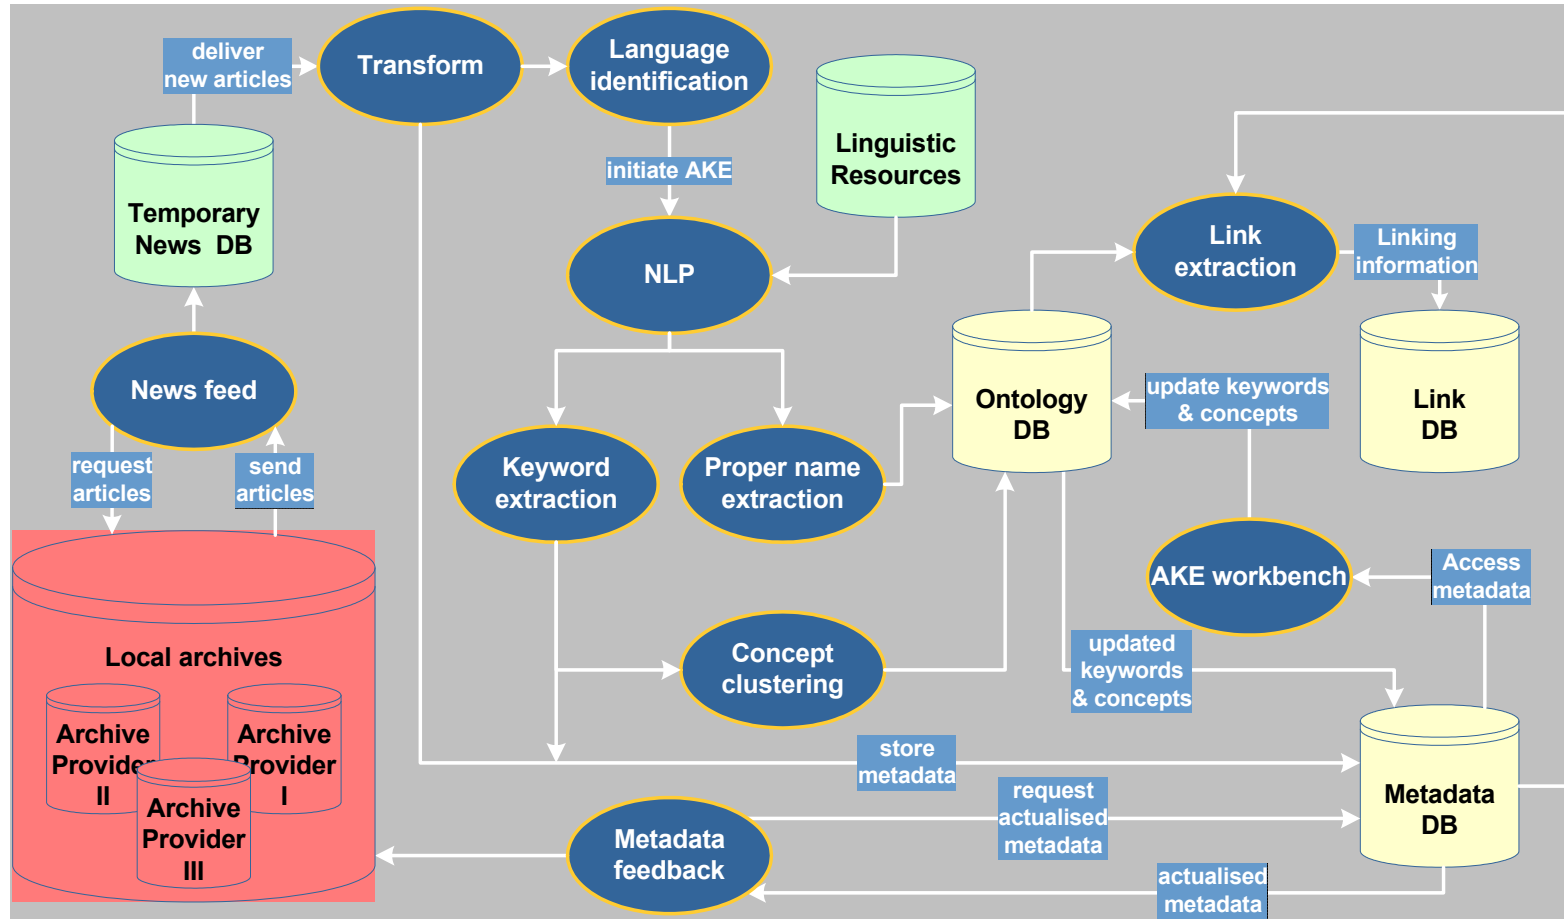 deliver
new articles
Transform
Language
identification
Linguistic
Resources
initiate AKE
Temporary
News DB
NLP
Link
extraction
Linking
information
News feed
request
articles
send
articles
Keyword
extraction
Proper name
extraction
Ontology
DB
update keywords
& concepts
Link
DB
AKE workbench
Access
metadata
Local archives
Concept
clustering
updated
keywords
& concepts
Archive
Provider
II
Archive
Provider
I
Archive
Provider
III
store
metadata
request
actualised
metadata
Metadata
DB
Metadata
feedback
actualised
metadata